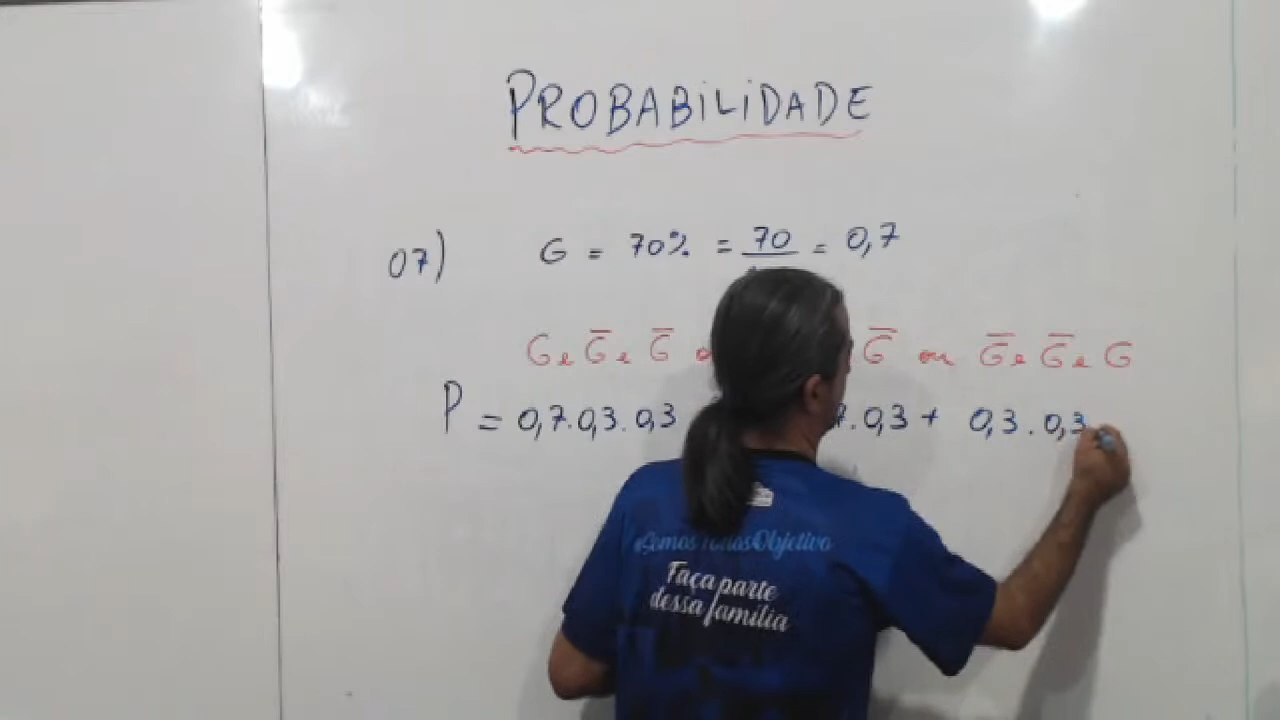 PROBABILIDADE
07) G = 70% = 70 = 0,7
G e G̅ e G̅ G̅ ou G̅ e G̅ e G
P = 0,7.0,3.0,3 .0,3 + 0,3.0,3
#SomosTodosObjetivo
Faça parte
dessa família